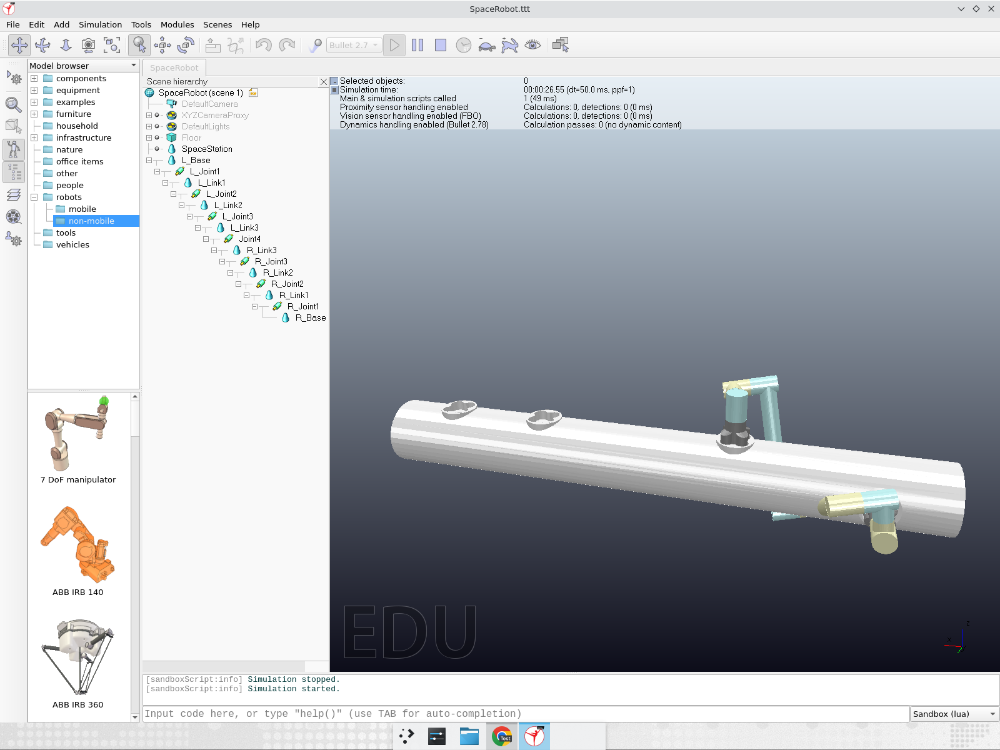 SpaceRobot.ttt
File Edit Add Simulation Tools Modules Scenes Help
Bullet 2.7
Model browser
components
equipment
examples
furniture
household
infrastructure
nature
office items
other
people
robots
mobile
non-mobile
tools
vehicles
7 DoF manipulator
ABB IRB 140
ABB IRB 360
SpaceRobot
Scene hierarchy
SpaceRobot (scene 1)
DefaultCamera
XYZCameraProxy
DefaultLights
Floor
SpaceStation
L_Base
L_Joint1
L_Link1
L_Joint2
L_Link2
L_Joint3
L_Link3
Joint4
R_Link3
R_Joint3
R_Link2
R_Joint2
R_Link1
R_Joint1
R_Base
Selected objects: 0
Simulation time: 00:00:26.55 (dt=50.0 ms, ppf=1)
Main & simulation scripts called 1 (49 ms)
Proximity sensor handling enabled Calculations: 0, detections: 0 (0 ms)
Vision sensor handling enabled (FBO) Calculations: 0, detections: 0 (0 ms)
Dynamics handling enabled (Bullet 2.78) Calculation passes: 0 (no dynamic content)
EDU
z
x
[sandboxScript:info] Simulation stopped.
[sandboxScript:info] Simulation started.
Input code here, or type "help()" (use TAB for auto-completion)
Sandbox (lua)
Test